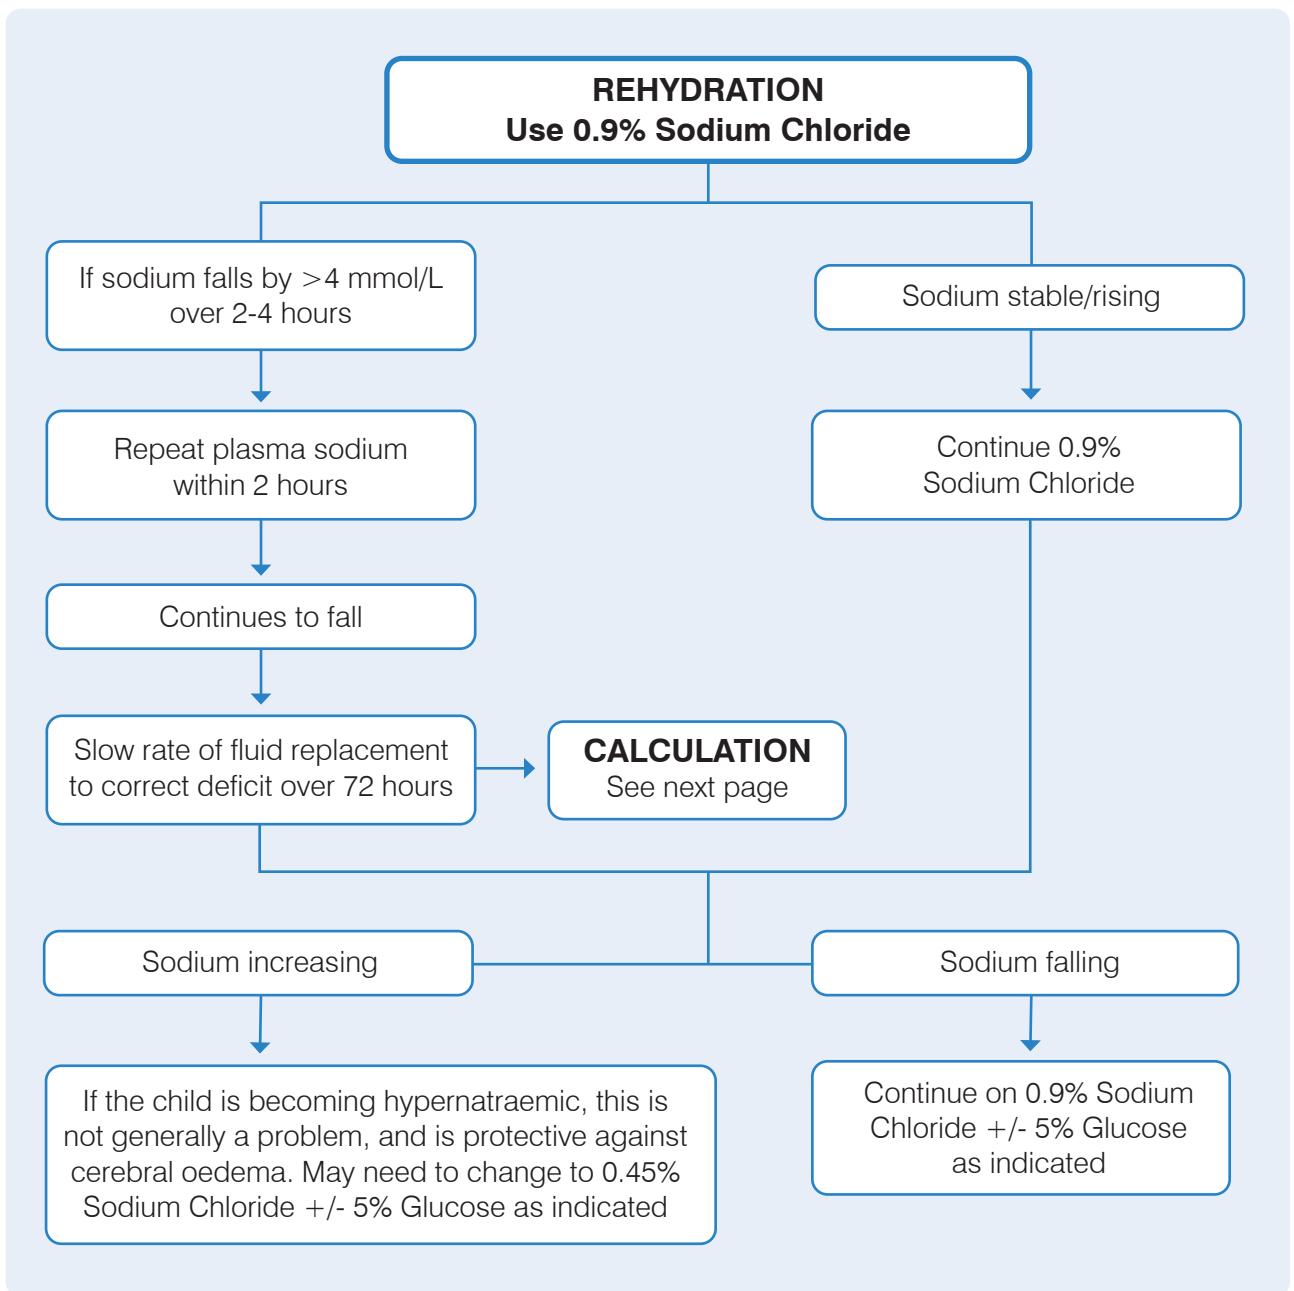 REHYDRATION
Use 0.9% Sodium Chloride
If sodium falls by >4 mmol/L
over 2-4 hours
Sodium stable/rising
Repeat plasma sodium
within 2 hours
Continue 0.9%
Sodium Chloride
Continues to fall
Slow rate of fluid replacement
to correct deficit over 72 hours
CALCULATION
See next page
Sodium increasing
Sodium falling
If the child is becoming hypernatraemic, this is
not generally a problem, and is protective against
cerebral oedema. May need to change to 0.45%
Sodium Chloride +/- 5% Glucose as indicated
Continue on 0.9% Sodium
Chloride +/- 5% Glucose
as indicated